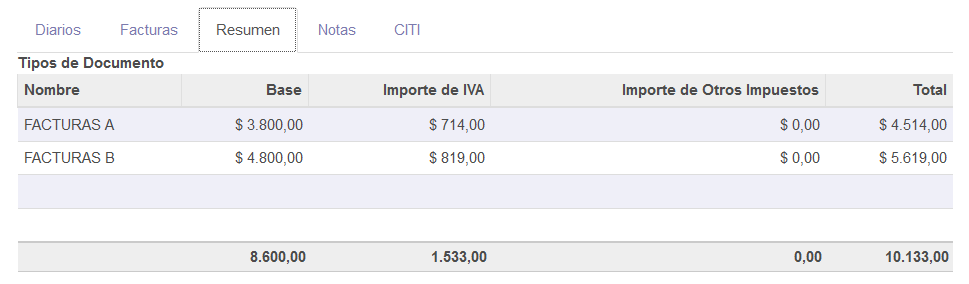 Diarios Facturas Resumen Notas CITI
Tipos de Documento
Nombre Base Importe de IVA Importe de Otros Impuestos Total
FACTURAS A $ 3.800,00 $ 714,00 $ 0,00 $ 4.514,00
FACTURAS B $ 4.800,00 $ 819,00 $ 0,00 $ 5.619,00
8.600,00 1.533,00 0,00 10.133,00